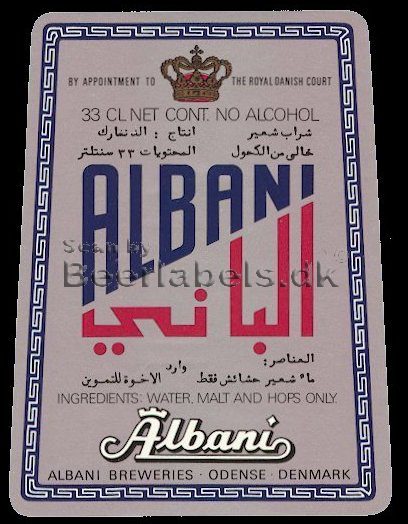 BY APPOINTMENT TO THE ROYAL DANISH COURT
33 CL NET CONT. NO ALCOHOL
شراب شعير انتاج : الدنمارك
خالي من الكحول المحتويات ٣٣ سنتلتر
ALBANI
Scan by
Beerlabels.dk
الباني
العناصر:
ماء شعير حشائش فقط وارد الاخوة للتموين
INGREDIENTS: WATER, MALT AND HOPS ONLY.
Albani
ALBANI BREWERIES · ODENSE · DENMARK